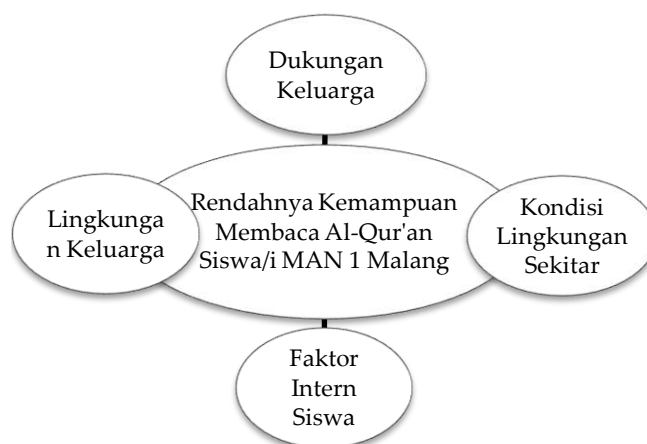 Dukungan
Keluarga
Lingkunga
n Keluarga
Rendahnya Kemampuan
Membaca Al-Qur'an
Siswa/i MAN 1 Malang
Kondisi
Lingkungan
Sekitar
Faktor
Intern
Siswa